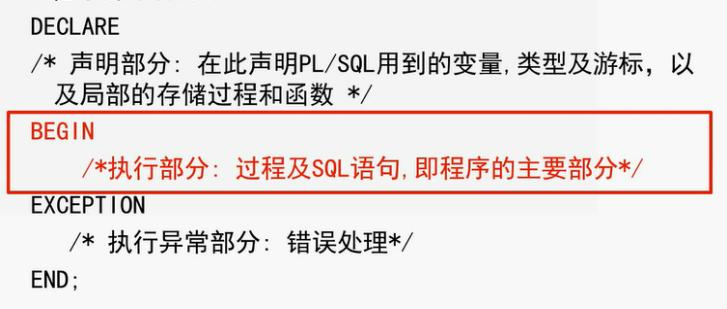 DECLARE
/* 声明部分: 在此声明PL/SQL用到的变量,类型及游标, 以
及局部的存储过程和函数 */
BEGIN
/*执行部分: 过程及SQL语句,即程序的主要部分*/
EXCEPTION
/* 执行异常部分: 错误处理*/
END;